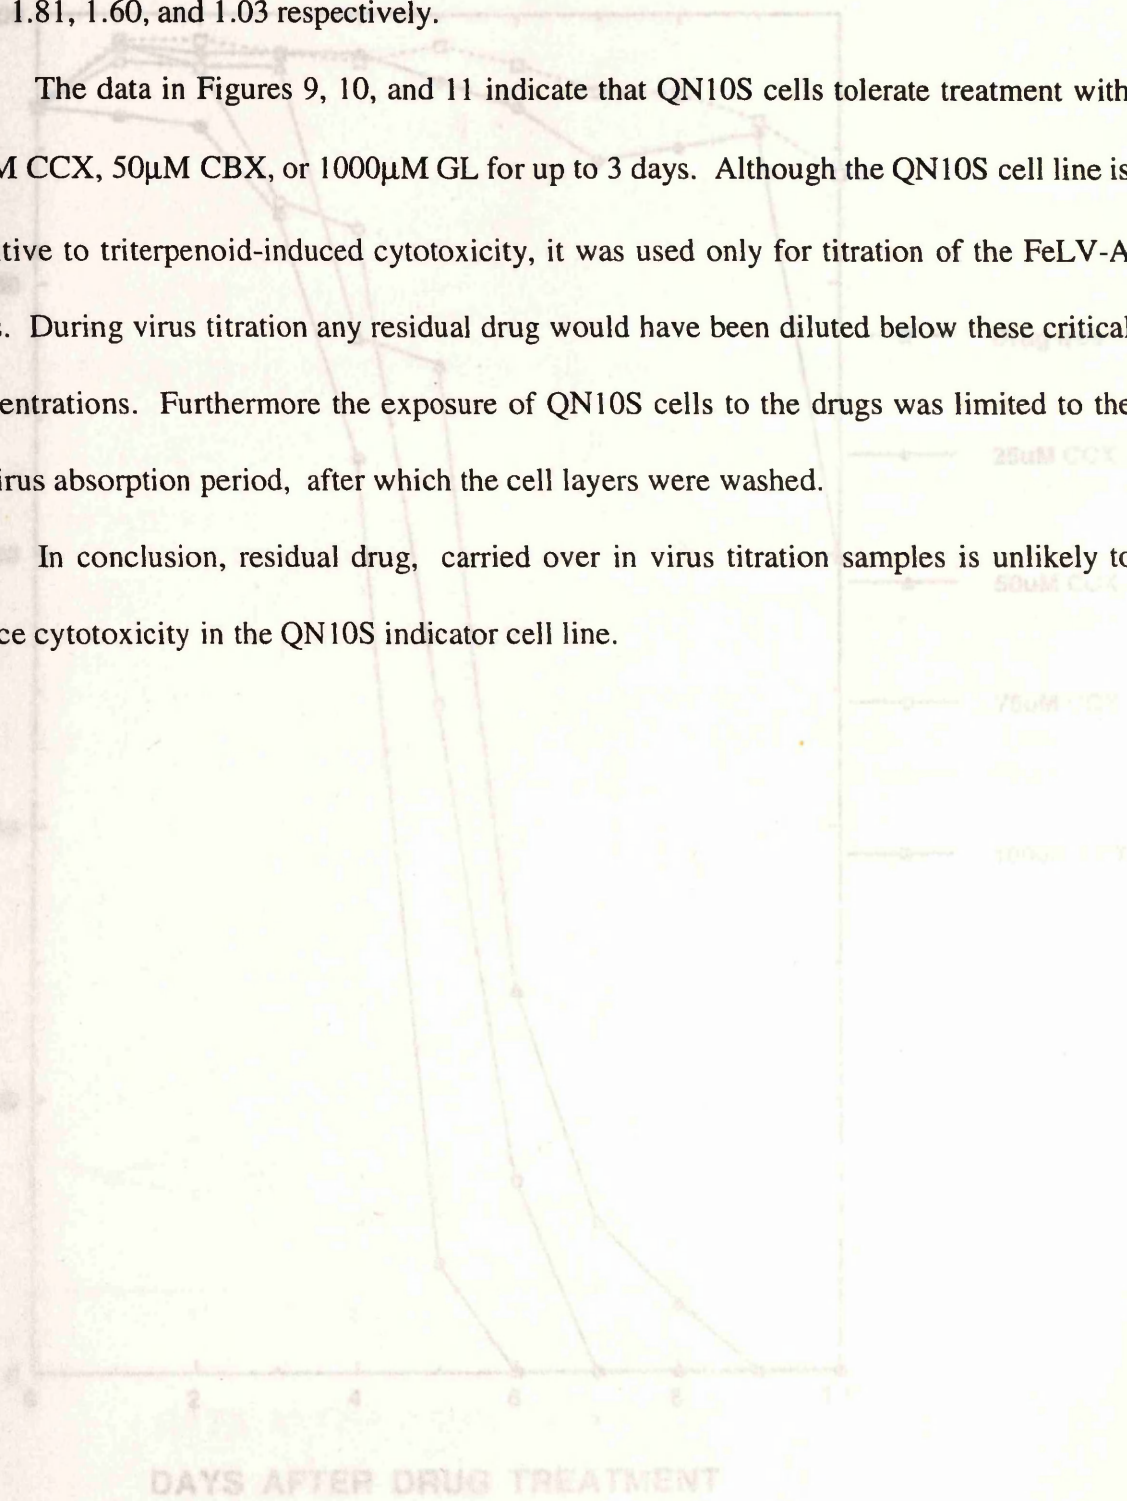 1.81, 1.60, and 1.03 respectively.
The data in Figures 9, 10, and 11 indicate that QN10S cells tolerate treatment with
M CCX, 50µM CBX, or 1000µM GL for up to 3 days. Although the QN10S cell line is
tive to triterpenoid-induced cytotoxicity, it was used only for titration of the FeLV-A
s. During virus titration any residual drug would have been diluted below these critical
entrations. Furthermore the exposure of QN10S cells to the drugs was limited to the
25uM CCX
irus absorption period, after which the cell layers were washed.
In conclusion, residual drug, carried over in virus titration samples is unlikely to
50uM CCX
ce cytotoxicity in the QN10S indicator cell line.
75uM CCX
0 2 4 6 8
DAYS AFTER DRUG TREATMENT